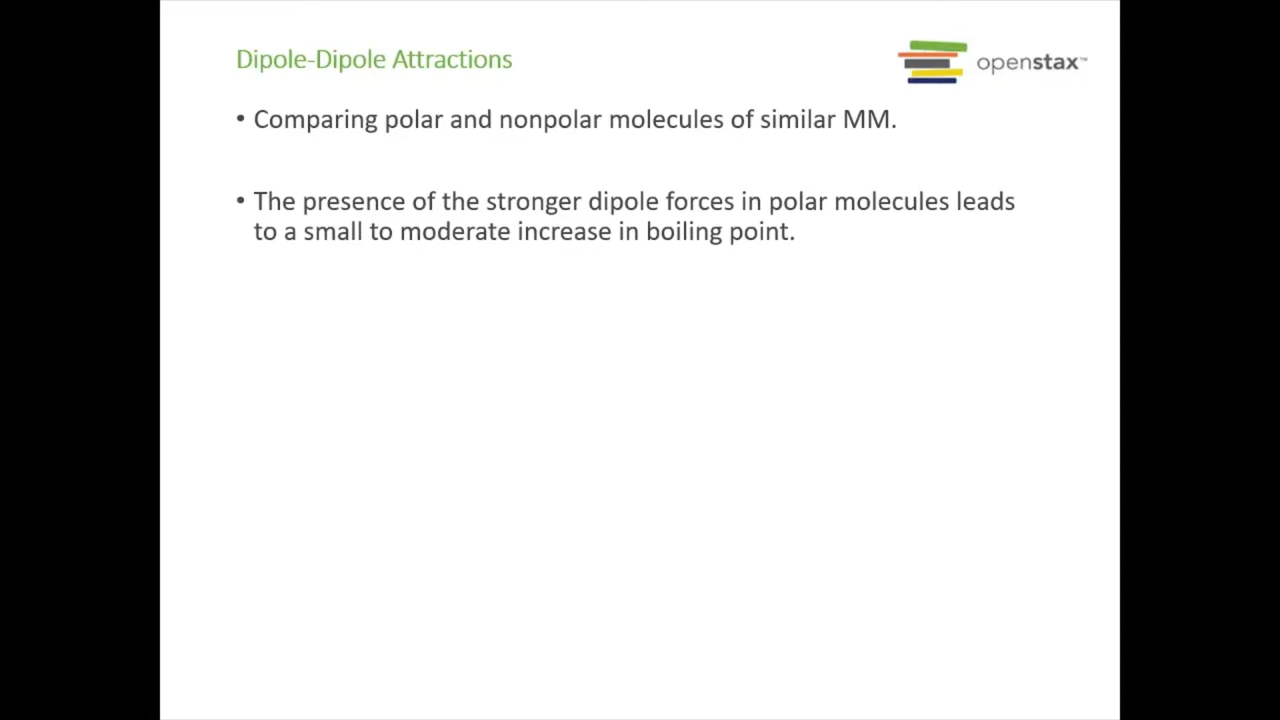 Dipole-Dipole Attractions
openstax™
• Comparing polar and nonpolar molecules of similar MM.
• The presence of the stronger dipole forces in polar molecules leads
to a small to moderate increase in boiling point.